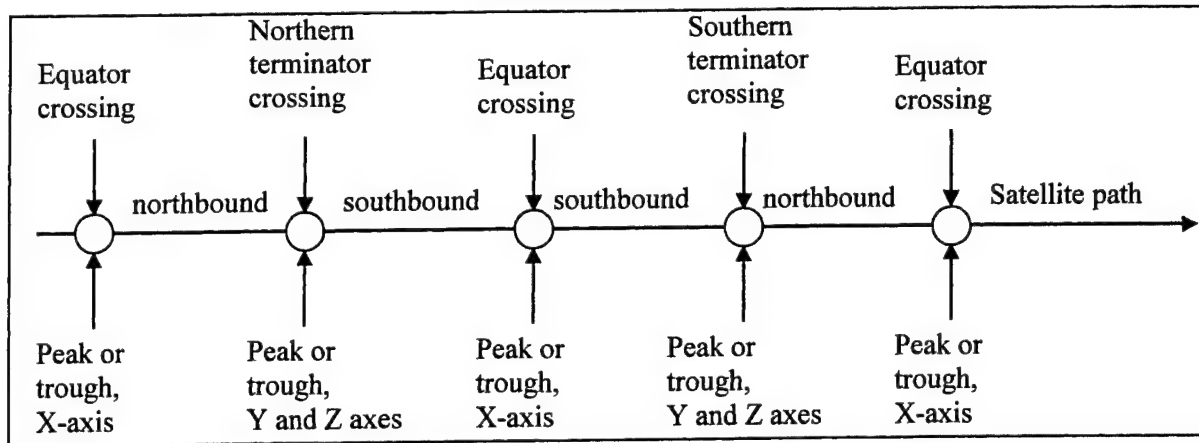 Equator
crossing
Northern
terminator
crossing
Equator
crossing
Southern
terminator
crossing
Equator
crossing
northbound
southbound
southbound
northbound
Satellite path
Peak or
trough,
X-axis
Peak or
trough,
Y and Z axes
Peak or
trough,
X-axis
Peak or
trough,
Y and Z axes
Peak or
trough,
X-axis